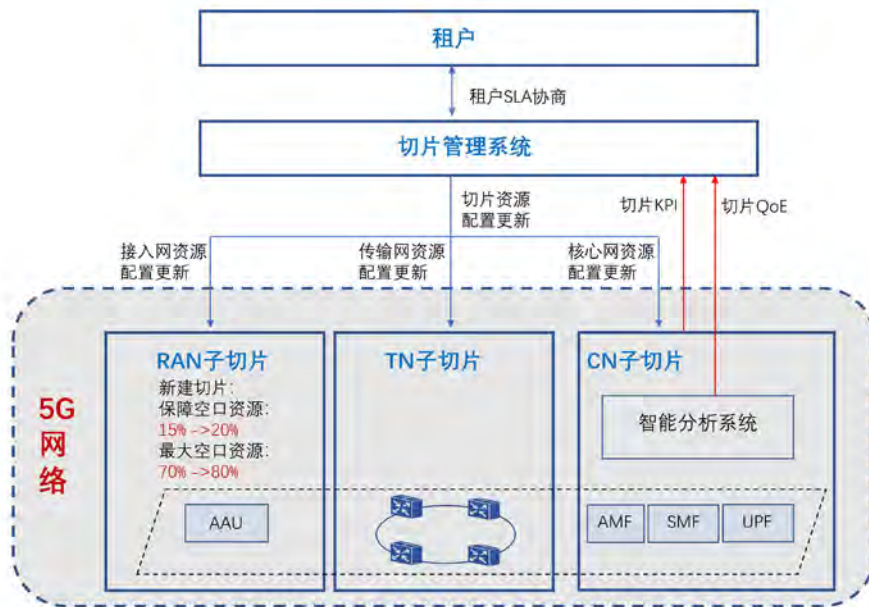 租户
租户SLA协商
切片管理系统
切片资源
配置更新
切片KPI
切片QoE
接入网资源
配置更新
传输网资源
配置更新
核心网资源
配置更新
5G
网
络
RAN子切片
新建切片:
保障空口资源:
15% ->20%
最大空口资源:
70% ->80%
AAU
TN子切片
CN子切片
智能分析系统
AMF
SMF
UPF